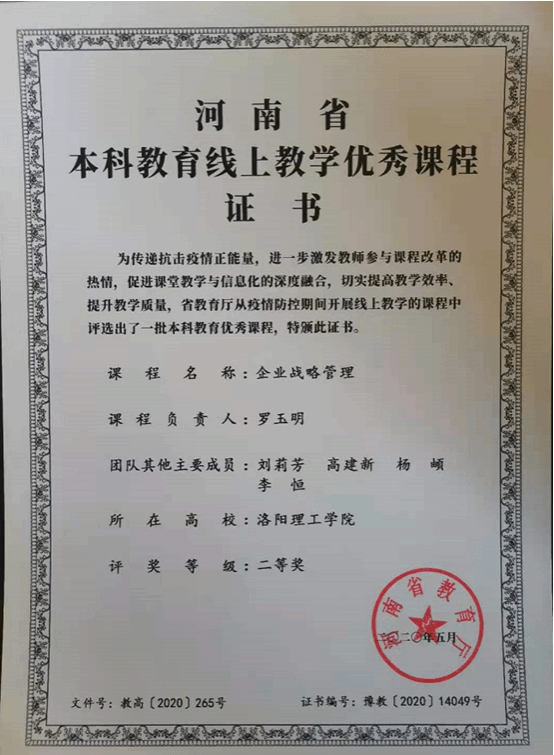 河南省
本科教育线上教学优秀课程
证书
为传递抗击疫情正能量，进一步激发教师参与课程改革的
热情，促进课堂教学与信息化的深度融合，切实提高教学效率、
提升教学质量，省教育厅从疫情防控期间开展线上教学的课程中
评选出了一批本科教育优秀课程，特颁此证书。
课程名称：企业战略管理
课程负责人：罗玉明
团队其他主要成员：刘莉芳 高建新 杨頔
李恒
所在高校：洛阳理工学院
评奖等级：二等奖
河南省教育厅
二〇年五月
文件号：教高〔2020〕265号
证书编号：豫教〔2020〕14049号